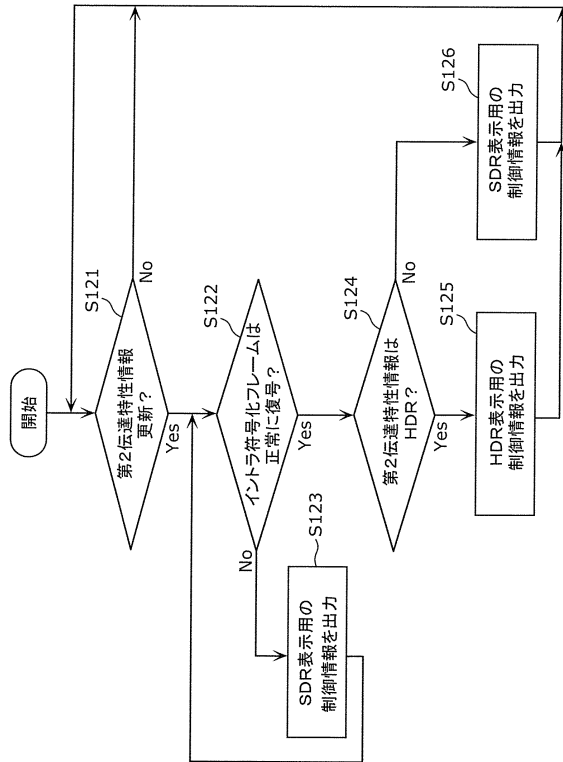 開始
S121
第2伝達特性情報
更新？
No
Yes
S122
イントラ符号化フレームは
正常に復号？
No
Yes
S123
SDR表示用の
制御情報を出力
S124
第2伝達特性情報は
HDR？
No
Yes
S125
HDR表示用の
制御情報を出力
S126
SDR表示用の
制御情報を出力